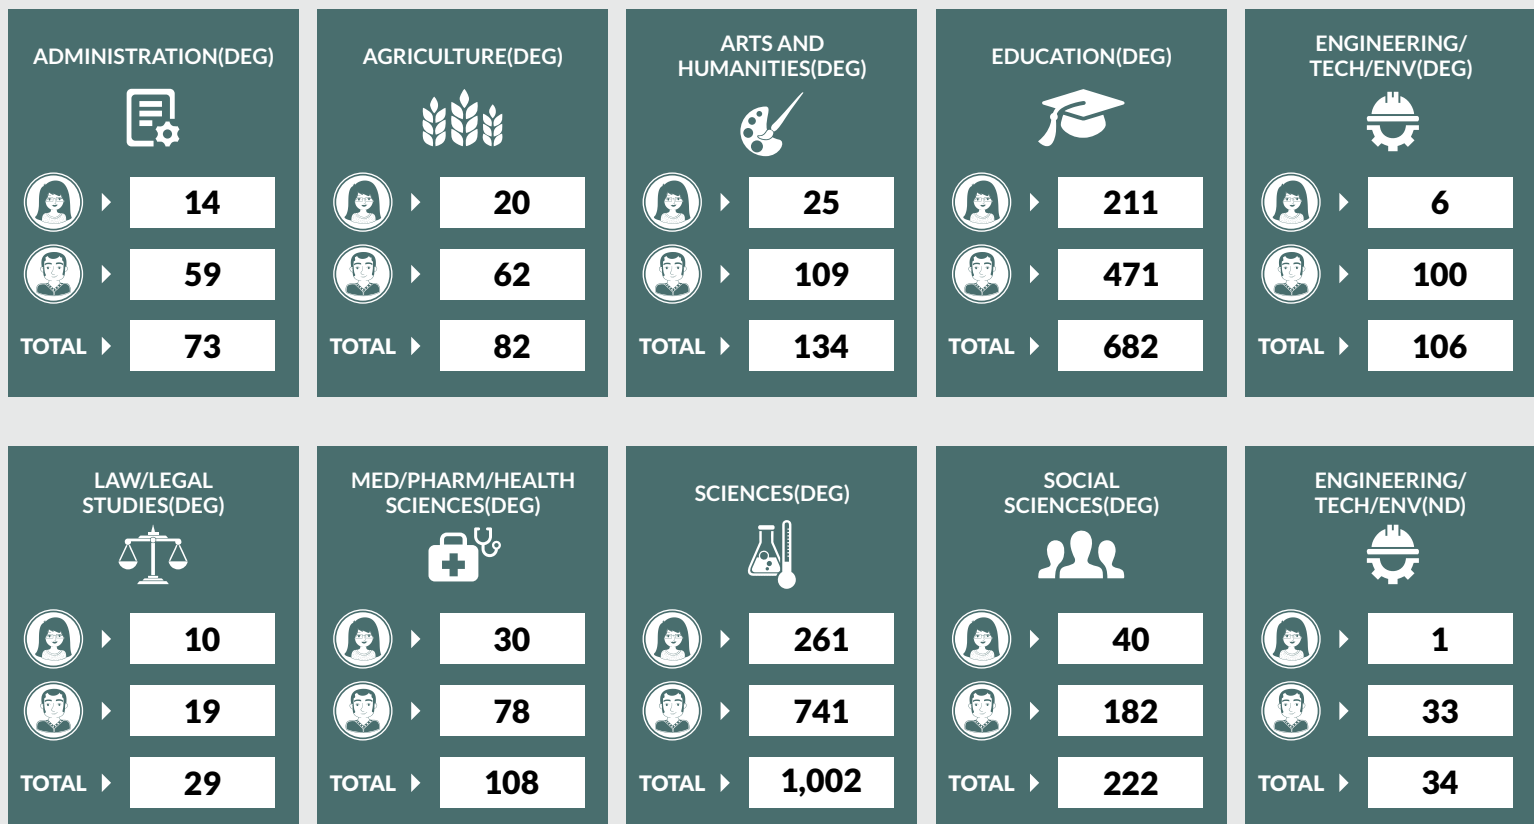 ADMINISTRATION(DEG)
14
59
TOTAL 73
AGRICULTURE(DEG)
20
62
TOTAL 82
ARTS AND
HUMANITIES(DEG)
25
109
TOTAL 134
EDUCATION(DEG)
211
471
TOTAL 682
ENGINEERING/
TECH/ENV(DEG)
6
100
TOTAL 106
LAW/LEGAL
STUDIES(DEG)
10
19
TOTAL 29
MED/PHARM/HEALTH
SCIENCES(DEG)
30
78
TOTAL 108
SCIENCES(DEG)
261
741
TOTAL 1,002
SOCIAL
SCIENCES(DEG)
40
182
TOTAL 222
ENGINEERING/
TECH/ENV(ND)
1
33
TOTAL 34